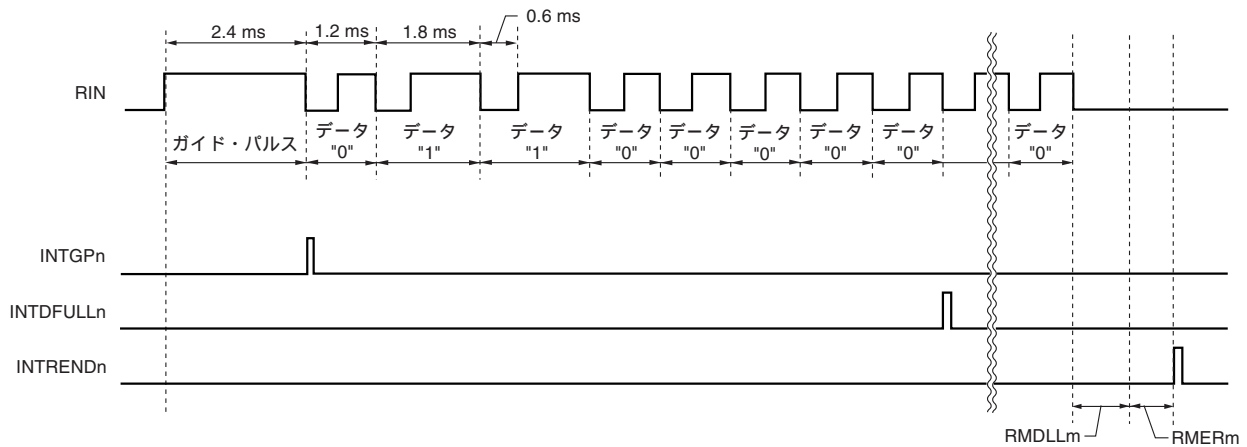 0.6 ms
2.4 ms 1.2 ms 1.8 ms
RIN
ガイド・パルス データ データ データ データ データ データ データ データ データ
"0" "1" "1" "0" "0" "0" "0" "0" "0"
INTGPn
INTDFULLn
INTRENDn
RMDLLm RMERm